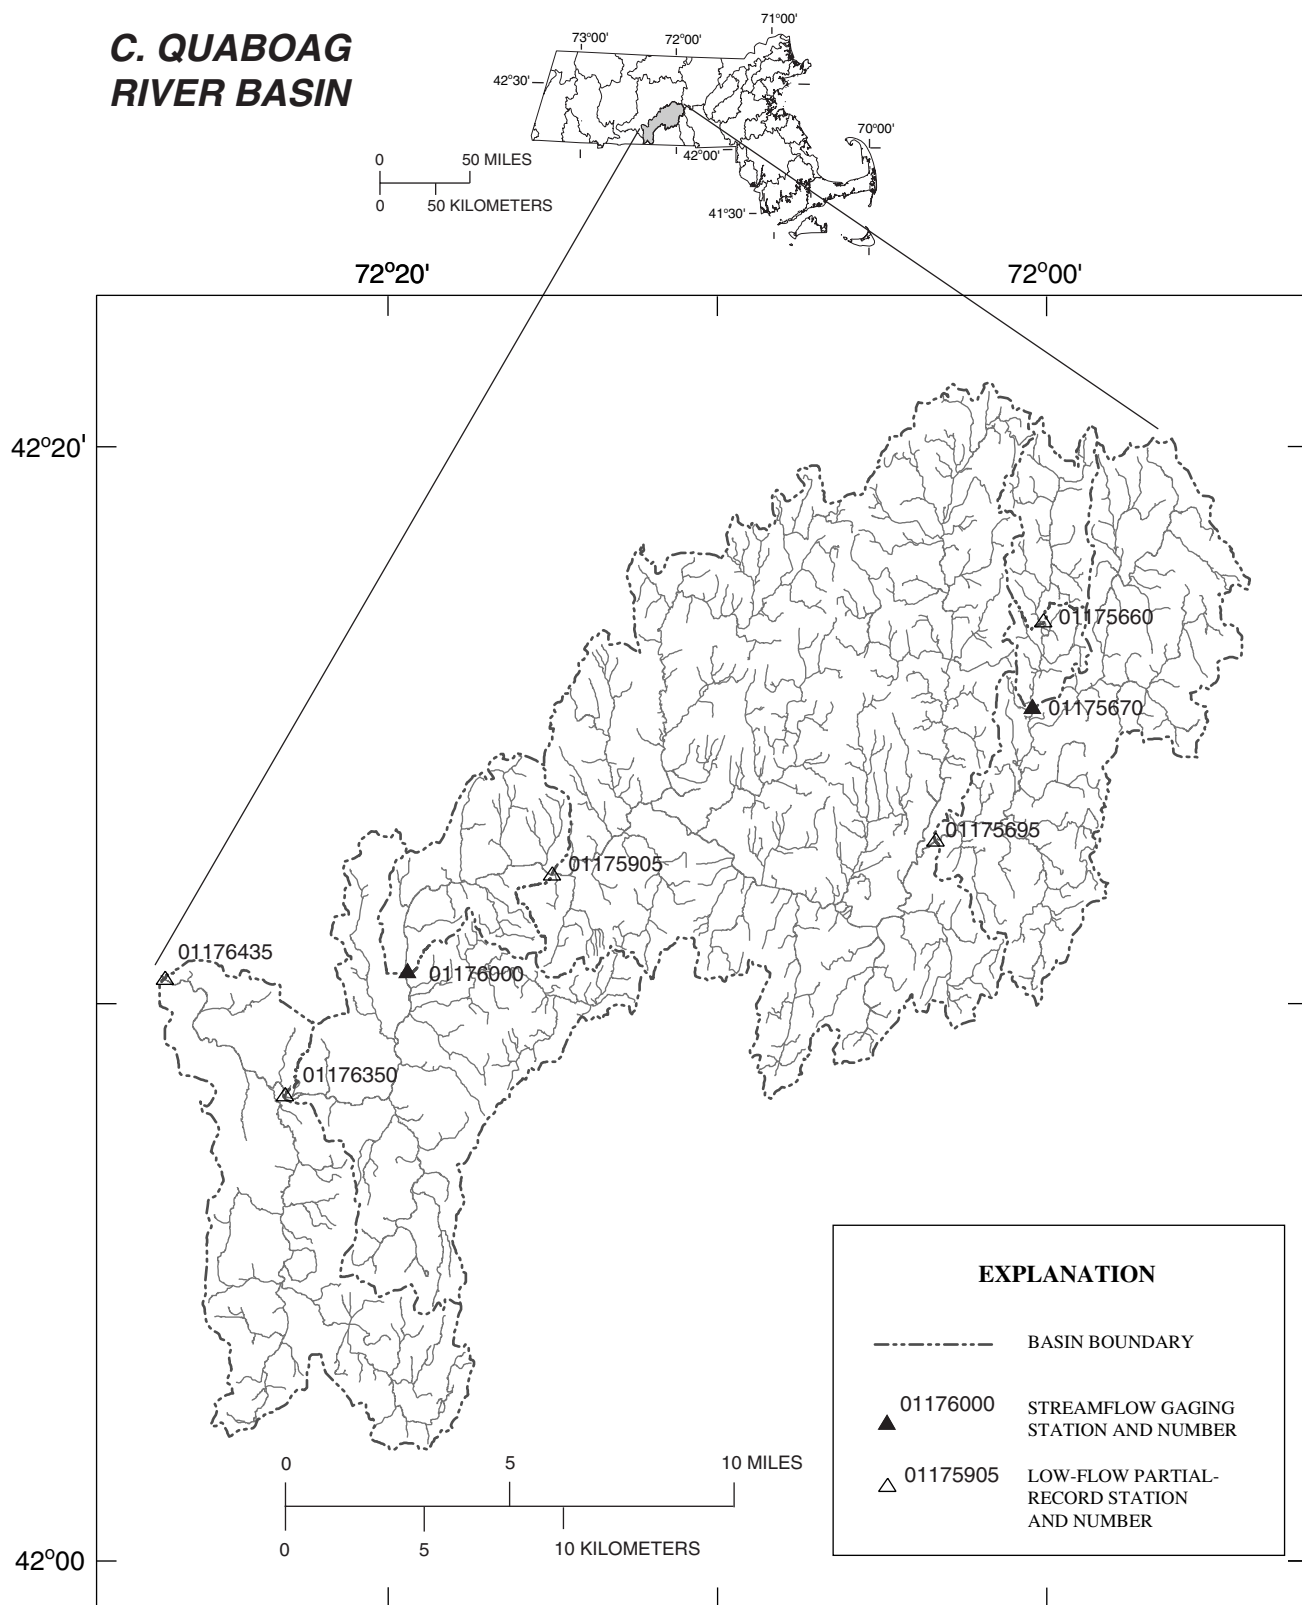 C. QUABOAG
RIVER BASIN
73°00'
72°00'
71°00'
42°30'
70°00'
42°00'
41°30'
0 50 MILES
0 50 KILOMETERS
72°20'
72°00'
42°20'
01175660
01175670
01175695
01175905
01176435
01176000
01176350
EXPLANATION
BASIN BOUNDARY
01176000 STREAMFLOW GAGING
STATION AND NUMBER
01175905 LOW-FLOW PARTIAL-
RECORD STATION
AND NUMBER
0 5 10 MILES
0 5 10 KILOMETERS
42°00